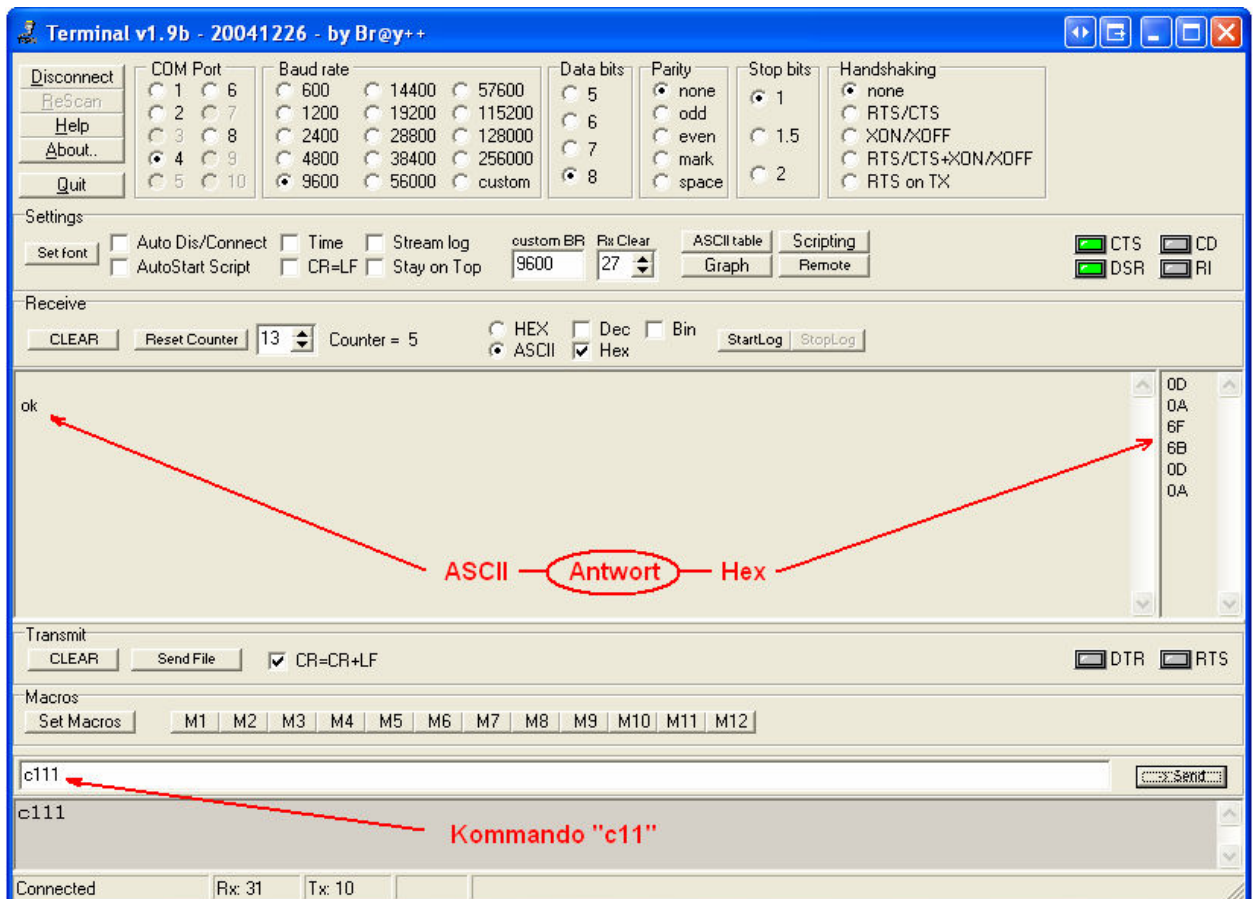 Terminal v1.9b - 20041226 - by Br@y++
Disconnect
ReScan
Help
About..
Quit
COM Port
1 6
2 7
3 8
4 9
5 10
Baud rate
600 14400 57600
1200 19200 115200
2400 28800 128000
4800 38400 256000
9600 56000 custom
Data bits
5
6
7
8
Parity
none
odd
even
mark
space
Stop bits
1
1.5
2
Handshaking
none
RTS/CTS
XON/XOFF
RTS/CTS+XON/XOFF
RTS on TX
Settings
Set font
Auto Dis/Connect Time Stream log
AutoStart Script CR=LF Stay on Top
custom BR Rx Clear
9600 27
ASCII table Scripting
Graph Remote
CTS CD
DSR RI
Receive
CLEAR Reset Counter 13 Counter = 5
HEX Dec Bin
ASCII Hex
StartLog StopLog
ok
0D
0A
6F
6B
0D
0A
ASCII Antwort Hex
Transmit
CLEAR Send File CR=CR+LF DTR RTS
Macros
Set Macros M1 M2 M3 M4 M5 M6 M7 M8 M9 M10 M11 M12
c111
-> Send
c111
Kommando "c11"
Connected Rx: 31 Tx: 10